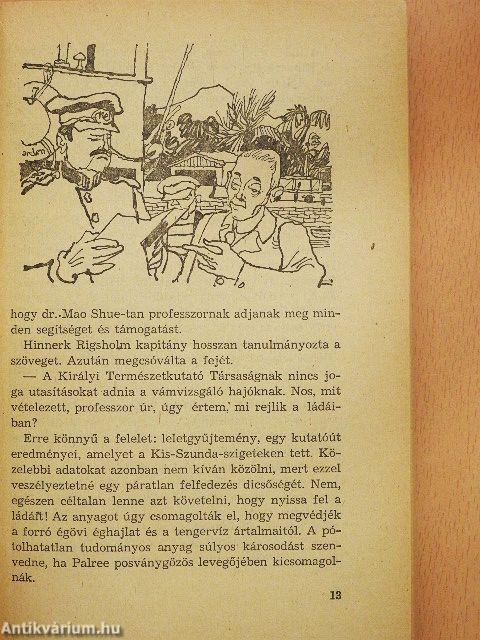 hogy dr. Mao Shue-tan professzornak adjanak meg min-
den segítséget és támogatást.
Hinnerk Rigsholm kapitány hosszan tanulmányozta a
szöveget. Azután megcsóválta a fejét.
— A Királyi Természetkutató Társaságnak nincs jo-
ga utasításokat adnia a vámvizsgáló hajóknak. Nos, mit
vételezett, professzor úr, úgy értem, mi rejlik a ládái-
ban?
Erre könnyű a felelet: leletgyűjtemény, egy kutatóút
eredményei, amelyet a Kis-Szunda-szigeteken tett. Kö-
zelebbi adatokat azonban nem kíván közölni, mert ezzel
veszélyeztetné egy páratlan felfedezés dicsőségét. Nem,
egészen céltalan lenne azt követelni, hogy nyissa fel a
ládáit! Az anyagot úgy csomagolták el, hogy megvédjék
a forró égövi éghajlat és a tengervíz ártalmaitól. A pó-
tolhatatlan tudományos anyag súlyos károsodást szen-
vedne, ha Palree posványgőzös levegőjében kicsomagol-
nák.
13
Antikvárium.hu